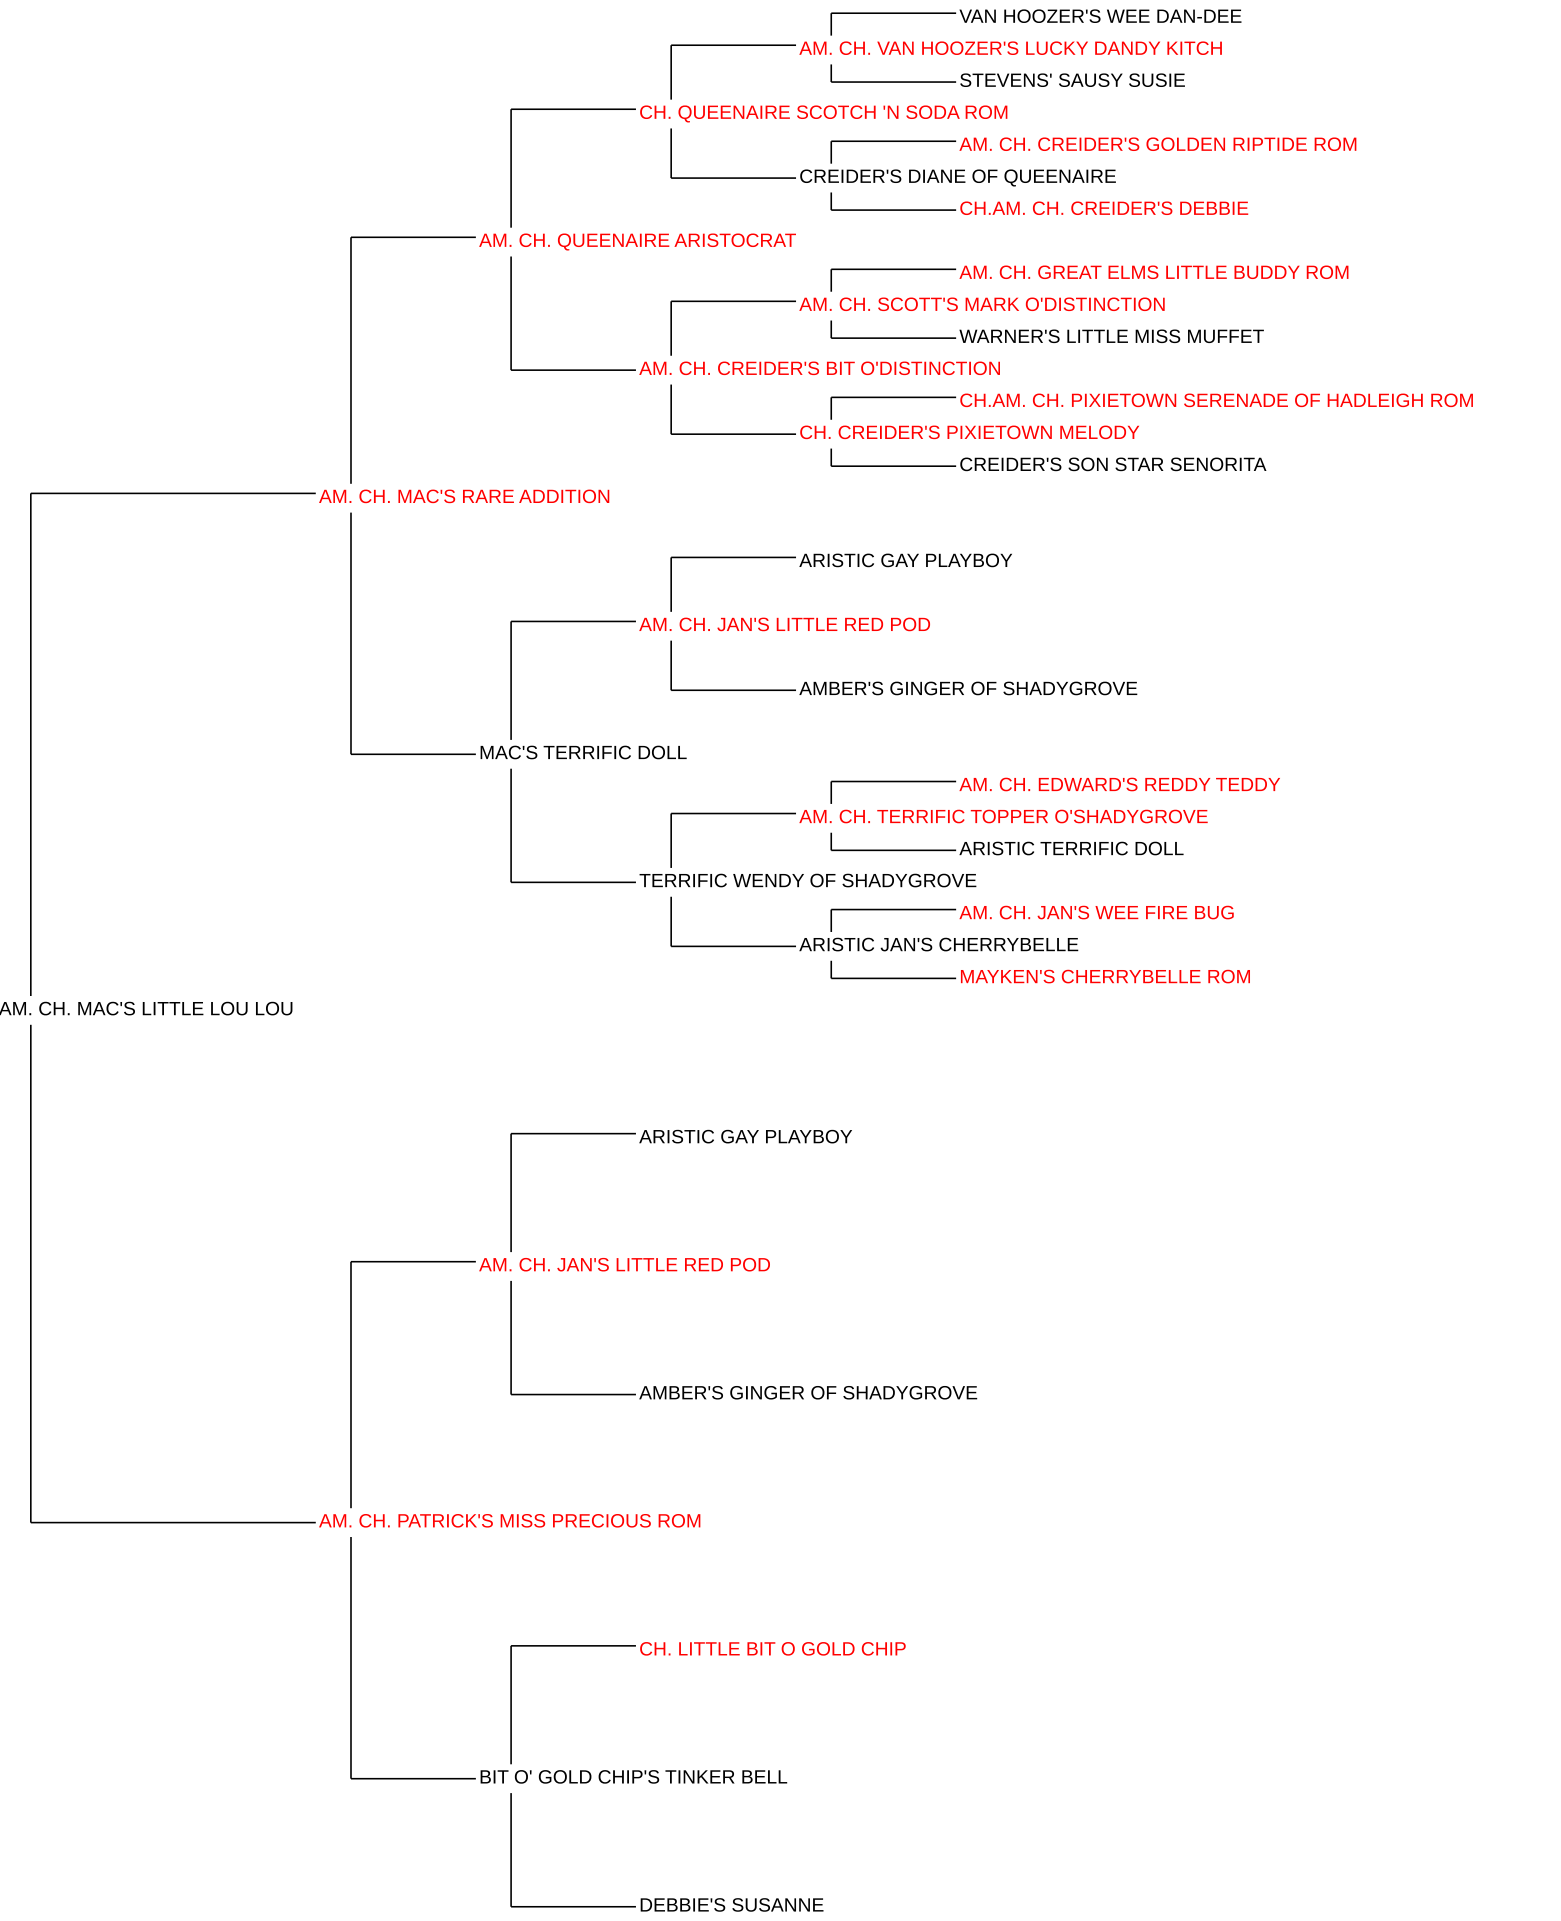 VAN HOOZER'S WEE DAN-DEE
AM. CH. VAN HOOZER'S LUCKY DANDY KITCH
STEVENS' SAUSY SUSIE
CH. QUEENAIRE SCOTCH 'N SODA ROM
AM. CH. CREIDER'S GOLDEN RIPTIDE ROM
CREIDER'S DIANE OF QUEENAIRE
CH.AM. CH. CREIDER'S DEBBIE
AM. CH. QUEENAIRE ARISTOCRAT
AM. CH. GREAT ELMS LITTLE BUDDY ROM
AM. CH. SCOTT'S MARK O'DISTINCTION
WARNER'S LITTLE MISS MUFFET
AM. CH. CREIDER'S BIT O'DISTINCTION
CH.AM. CH. PIXIETOWN SERENADE OF HADLEIGH ROM
CH. CREIDER'S PIXIETOWN MELODY
CREIDER'S SON STAR SENORITA
AM. CH. MAC'S RARE ADDITION
ARISTIC GAY PLAYBOY
AM. CH. JAN'S LITTLE RED POD
AMBER'S GINGER OF SHADYGROVE
MAC'S TERRIFIC DOLL
AM. CH. EDWARD'S REDDY TEDDY
AM. CH. TERRIFIC TOPPER O'SHADYGROVE
ARISTIC TERRIFIC DOLL
TERRIFIC WENDY OF SHADYGROVE
AM. CH. JAN'S WEE FIRE BUG
ARISTIC JAN'S CHERRYBELLE
MAYKEN'S CHERRYBELLE ROM
AM. CH. MAC'S LITTLE LOU LOU
ARISTIC GAY PLAYBOY
AM. CH. JAN'S LITTLE RED POD
AMBER'S GINGER OF SHADYGROVE
AM. CH. PATRICK'S MISS PRECIOUS ROM
CH. LITTLE BIT O GOLD CHIP
BIT O' GOLD CHIP'S TINKER BELL
DEBBIE'S SUSANNE